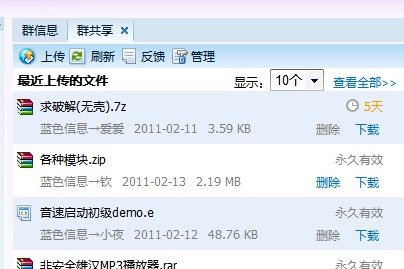 群信息 群共享 ×
上传 刷新 反馈 管理
最近上传的文件 显示: 10个 查看全部>>
求破解(无壳).7z 5天
蓝色信息→爱爱 2011-02-11 3.59 KB 删除 下载
各种模块.zip 永久有效
蓝色信息→钦 2011-02-13 2.19 MB 删除 下载
音速启动初级demo.e 永久有效
蓝色信息→小夜 2011-02-12 48.76 KB 删除 下载
非安全雄汉MP3播放器.rar